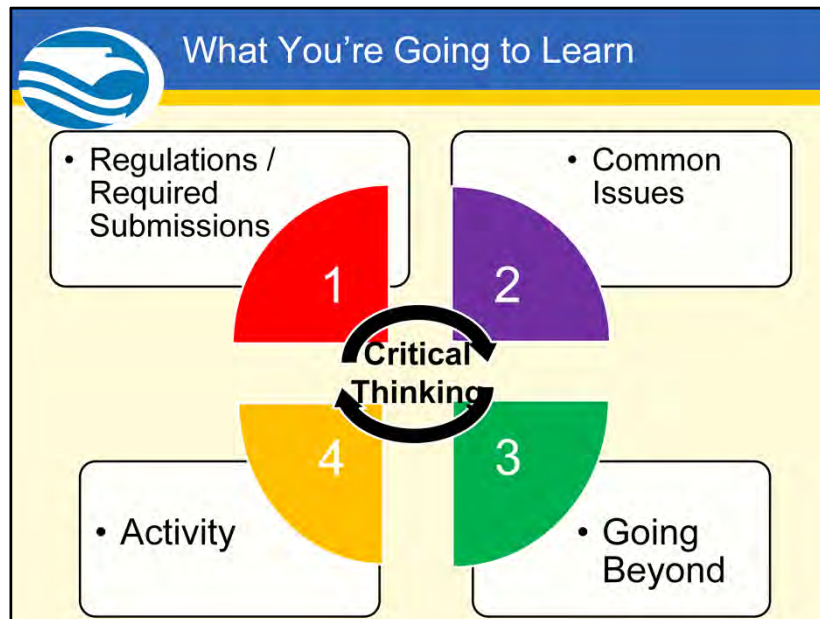 What You’re Going to Learn
• Regulations /
Required
Submissions
1
• Common
Issues
2
Critical
Thinking
4
• Activity
3
• Going
Beyond